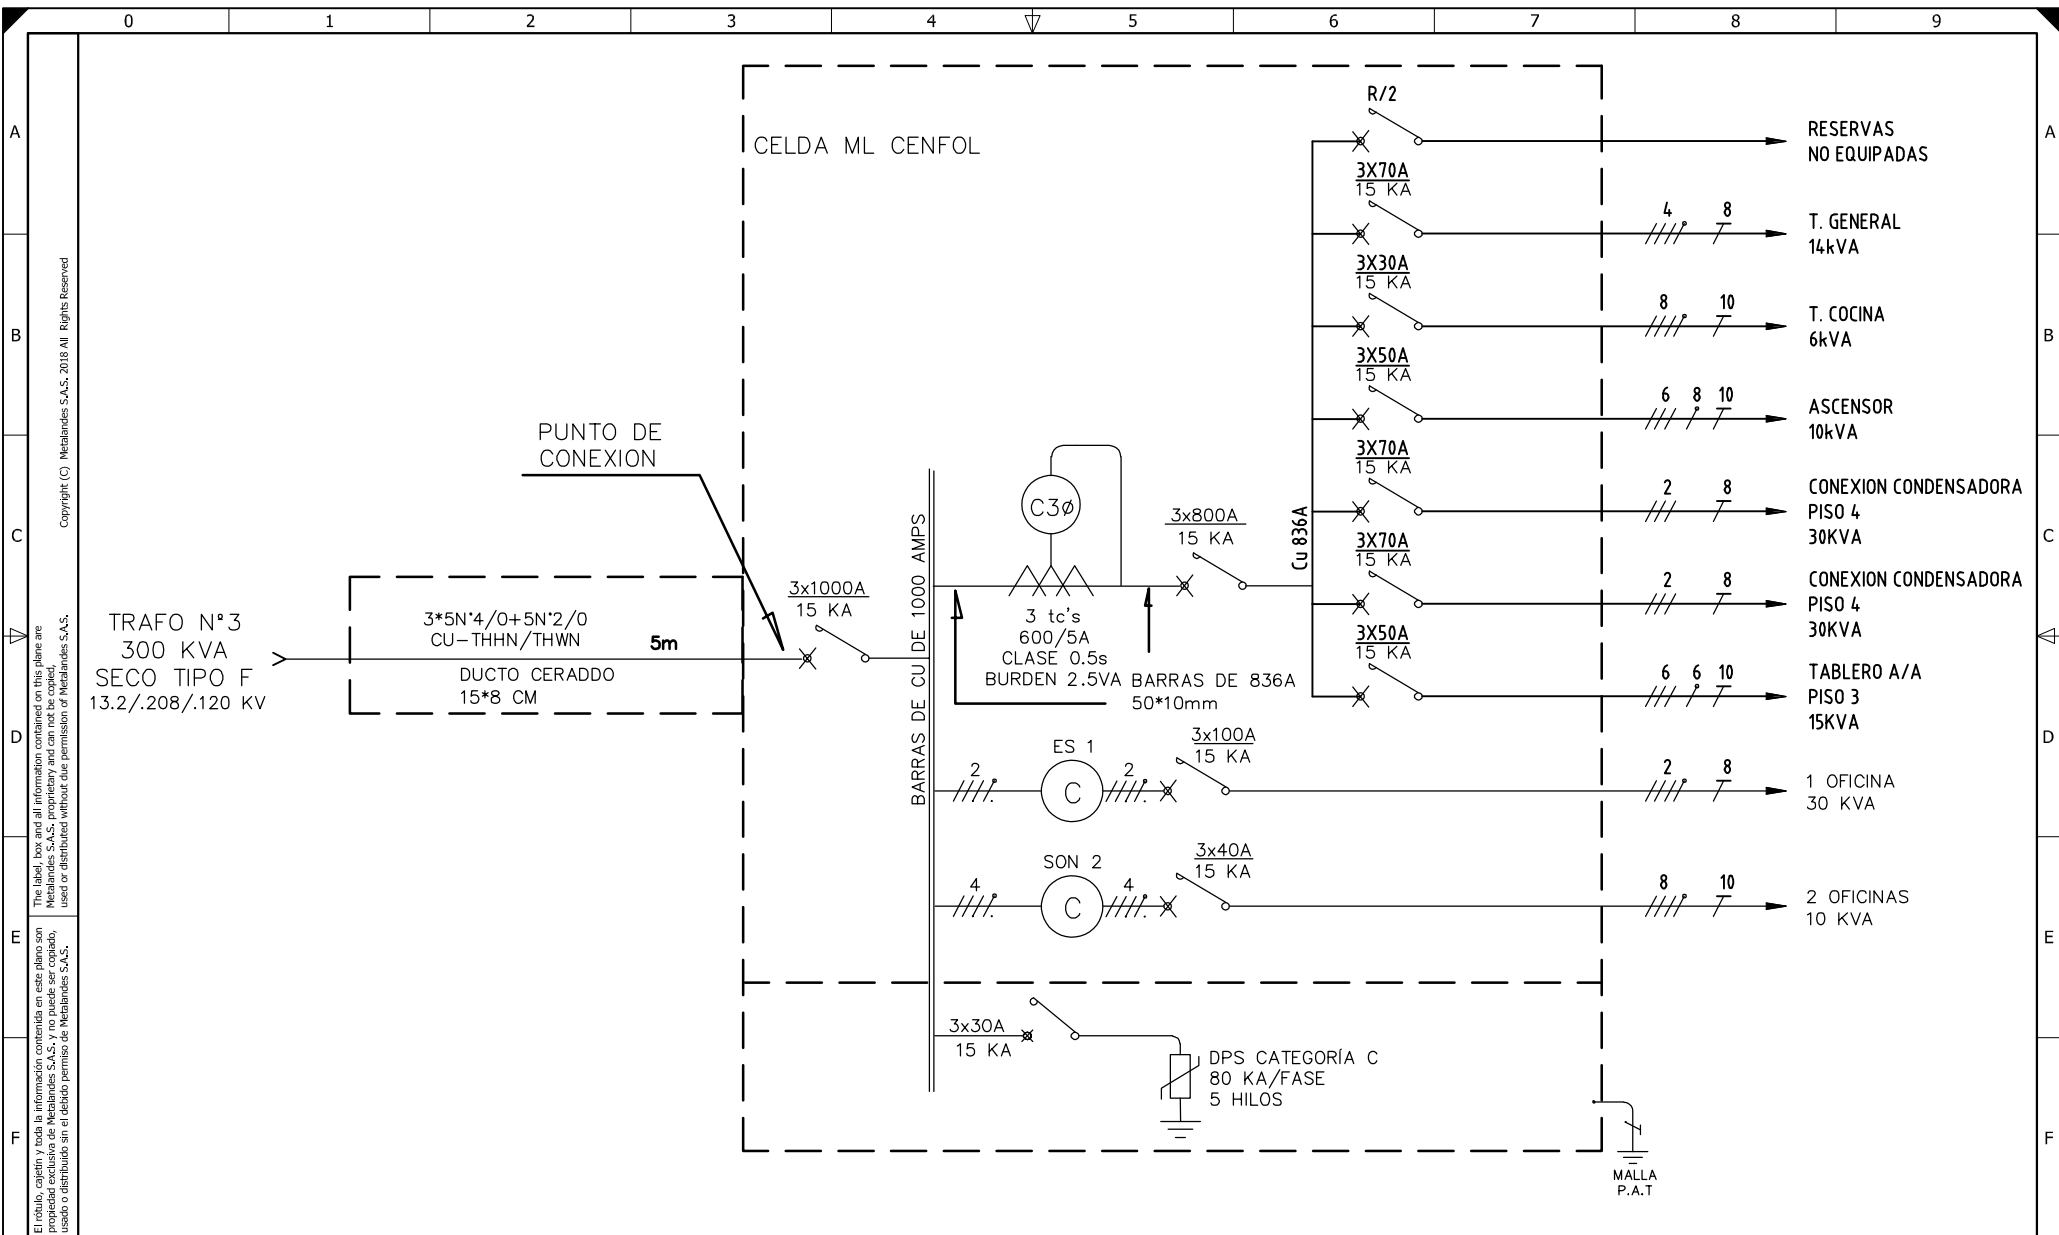 0 1 2 3 4 5 6 7 8 9
A
B
C
D
E
F
A
B
C
D
E
F
Copyright (C) Metalandes S.A.S. 2018 All Rights Reserved
The label, box and all information contained on this plane are
Metalandes S.A.S. proprietary and can not be copied,
used or distributed without due permission of Metalandes S.A.S.
El rótulo, cajetín y toda la información contenida en este plano son
propiedad exclusiva de Metalandes S.A.S. y no puede ser copiado,
usado o distribuido sin el debido permiso de Metalandes S.A.S.
TRAFO Nº3
300 KVA
SECO TIPO F
13.2/.208/.120 KV
PUNTO DE
CONEXION
3*5N°4/0+5N°2/0
CU-THHN/THWN
5m
DUCTO CERADDO
15*8 CM
CELDA ML CENFOL
3x1000A
15 KA
BARRAS DE CU DE 1000 AMPS
C3ø
3 tc's
600/5A
CLASE 0.5s
BURDEN 2.5VA
BARRAS DE 836A
50*10mm
3x800A
15 KA
Cu 836A
R/2
RESERVAS
NO EQUIPADAS
3X70A
15 KA
4 8
T. GENERAL
14kVA
3X30A
15 KA
8 10
T. COCINA
6kVA
3X50A
15 KA
6 8 10
ASCENSOR
10kVA
3X70A
15 KA
2 8
CONEXION CONDENSADORA
PISO 4
30KVA
3X70A
15 KA
2 8
CONEXION CONDENSADORA
PISO 4
30KVA
3X50A
15 KA
6 6 10
TABLERO A/A
PISO 3
15KVA
ES 1
2 C 2
3x100A
15 KA
2 8
1 OFICINA
30 KVA
SON 2
4 C 4
3x40A
15 KA
8 10
2 OFICINAS
10 KVA
3x30A
15 KA
DPS CATEGORÍA C
80 KA/FASE
5 HILOS
MALLA
P.A.T